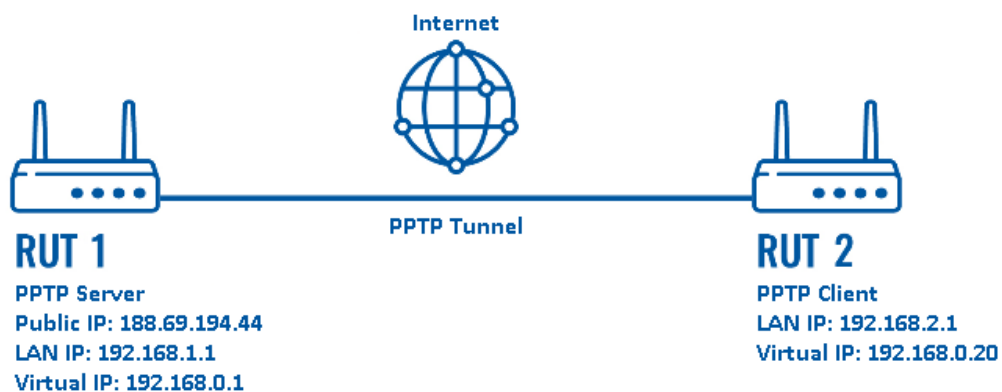 Internet
PPTP Tunnel
RUT 1
PPTP Server
Public IP: 188.69.194.44
LAN IP: 192.168.1.1
Virtual IP: 192.168.0.1
RUT 2
PPTP Client
LAN IP: 192.168.2.1
Virtual IP: 192.168.0.20